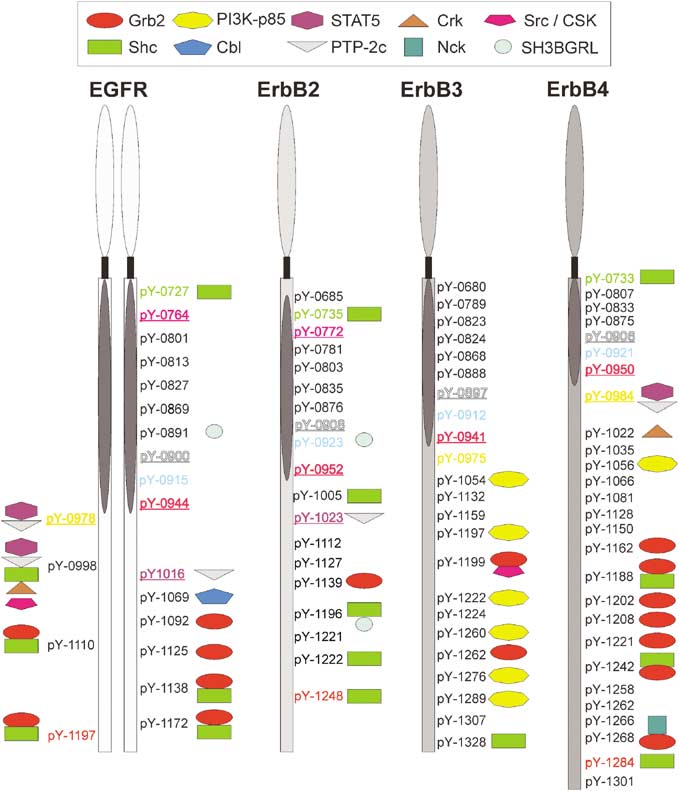 Grb2 PI3K-p85 STAT5 Crk Src / CSK
Shc Cbl PTP-2c Nck SH3BGRL
EGFR
pY-0727
pY-0764
pY-0801
pY-0813
pY-0827
pY-0869
pY-0891
pY-0900
pY-0915
pY-0944
pY-0978
pY-0998
pY1016
pY-1069
pY-1092
pY-1110
pY-1125
pY-1138
pY-1172
pY-1197
ErbB2
pY-0685
pY-0735
pY-0772
pY-0781
pY-0803
pY-0835
pY-0876
pY-0908
pY-0923
pY-0952
pY-1005
pY-1023
pY-1112
pY-1127
pY-1139
pY-1196
pY-1221
pY-1222
pY-1248
ErbB3
pY-0680
pY-0789
pY-0823
pY-0824
pY-0868
pY-0888
pY-0897
pY-0912
pY-0941
pY-0975
pY-1054
pY-1132
pY-1159
pY-1197
pY-1199
pY-1222
pY-1224
pY-1260
pY-1262
pY-1276
pY-1289
pY-1307
pY-1328
ErbB4
pY-0733
pY-0807
pY-0833
pY-0875
pY-0906
pY-0921
pY-0950
pY-0984
pY-1022
pY-1035
pY-1056
pY-1066
pY-1081
pY-1128
pY-1150
pY-1162
pY-1188
pY-1202
pY-1208
pY-1221
pY-1242
pY-1258
pY-1262
pY-1266
pY-1268
pY-1284
pY-1301